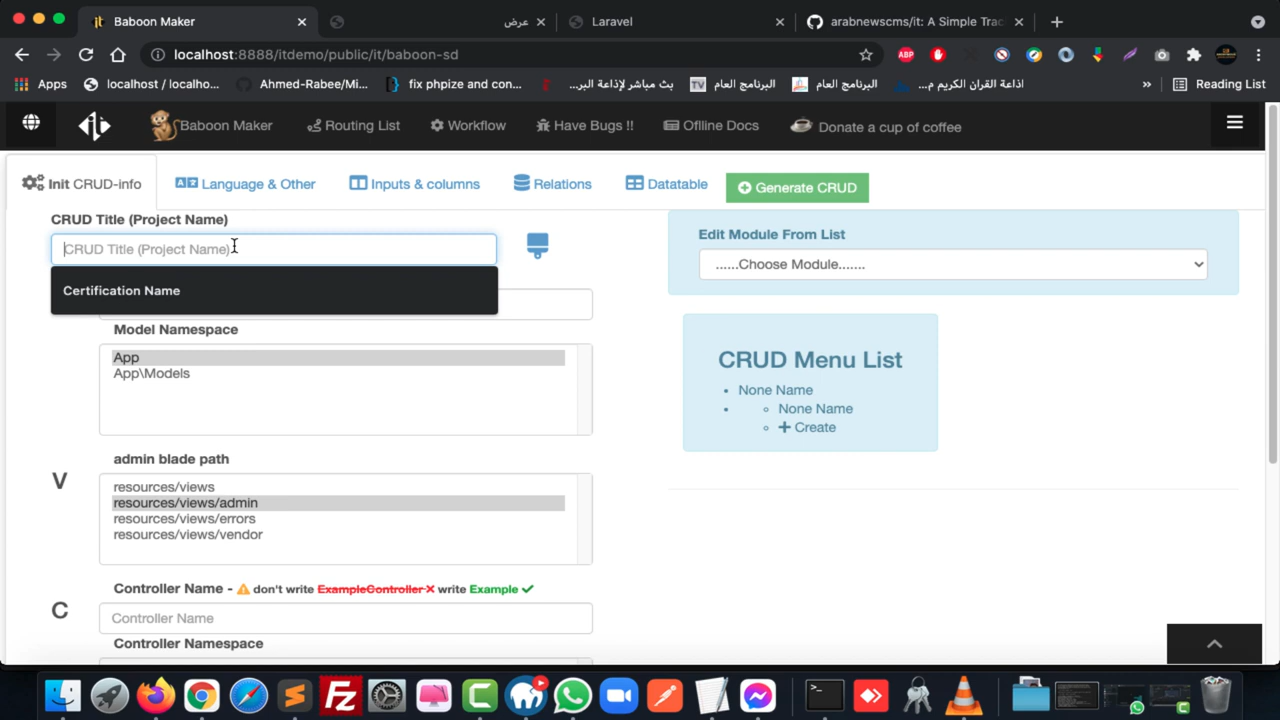 Baboon Maker
عرض
Laravel
arabnewscms/it: A Simple Trac
localhost:8888/itdemo/public/it/baboon-sd
ABP
Apps
localhost / localho...
Ahmed-Rabee/Mi...
fix phpize and con...
بث مباشر لإذاعة البر...
البرنامج العام
البرنامج العام
اذاعة القران الكريم م...
»
Reading List
Baboon Maker
Routing List
Workflow
Have Bugs !!
Oflline Docs
Donate a cup of coffee
Init CRUD-info
Language & Other
Inputs & columns
Relations
Datatable
Generate CRUD
CRUD Title (Project Name)
CRUD Title (Project Name)
Certification Name
Model Namespace
App
App\Models
V
admin blade path
resources/views
resources/views/admin
resources/views/errors
resources/views/vendor
Controller Name - don't write ExampleController × write Example ✓
C
Controller Name
Controller Namespace
Edit Module From List
......Choose Module.......
CRUD Menu List
None Name
None Name
+ Create